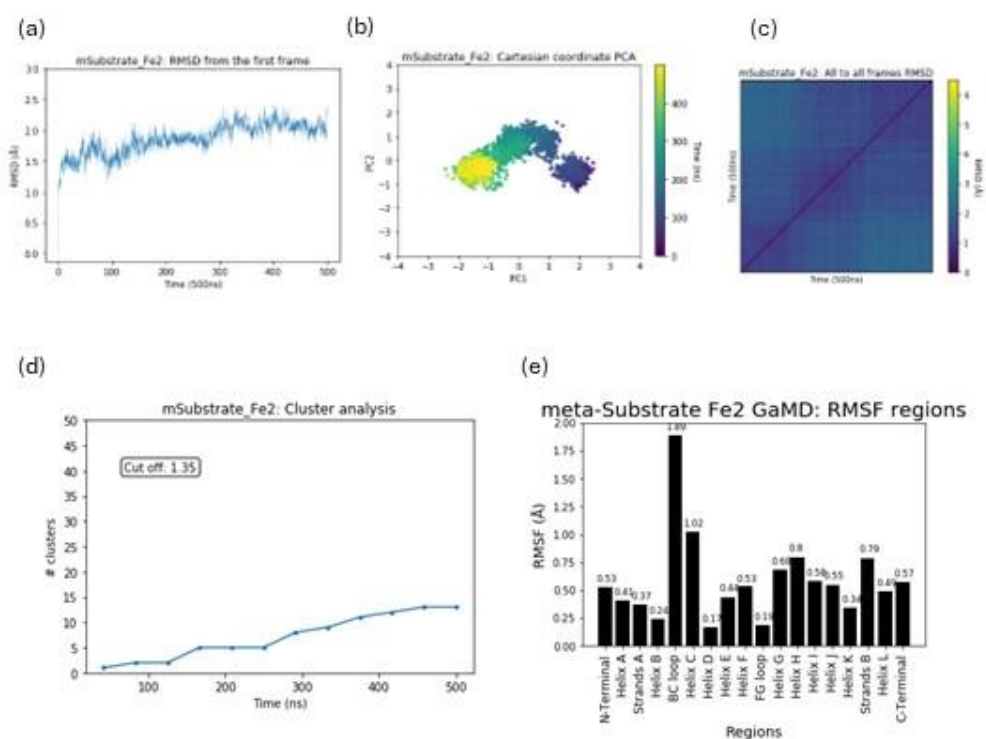 (a)
mSubstrate_Fe2: RMSD from the first frame
3.0
2.5
2.0
1.5
1.0
0.5
0.0
RMSD (Å)
0 100 200 300 400 500
Time (500ns)
(b)
mSubstrate_Fe2: Cartesian coordinate PCA
4
3
2
1
0
-1
-2
-3
-4
PC2
-4 -3 -2 -1 0 1 2 3 4
PC1
400
300
200
100
0
Time (ns)
(c)
mSubstrate_Fe2: All to all frames RMSD
Time (500ns)
Time (500ns)
6
5
4
3
2
1
0
RMSD (Å)
(d)
mSubstrate_Fe2: Cluster analysis
50
45
40
35
30
25
20
15
10
5
0
# clusters
Cut off: 1.35
100 200 300 400 500
Time (ns)
(e)
meta-Substrate Fe2 GaMD: RMSF regions
2.00
1.75
1.50
1.25
1.00
0.75
0.50
0.25
0.00
RMSF (Å)
0.53
0.41
0.37
0.24
1.89
1.02
0.17
0.44
0.53
0.19
0.68
0.8
0.58
0.55
0.34
0.79
0.49
0.57
N-Terminal
Helix A
Strands A
Helix B
BC loop
Helix C
Helix D
Helix E
Helix F
FG loop
Helix G
Helix H
Helix I
Helix J
Helix K
Strands B
Helix L
C-Terminal
Regions